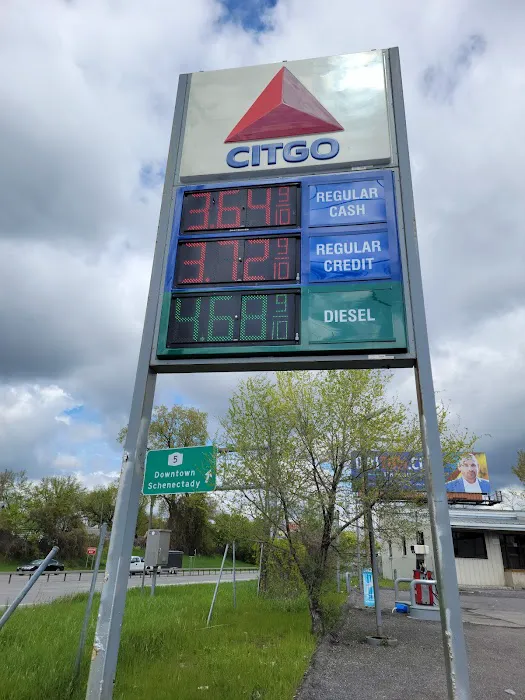 CITGO
3.64 9/10 REGULAR
CASH
3.72 9/10 REGULAR
CREDIT
4.68 9/10 DIESEL
5
Downtown
Schenectady